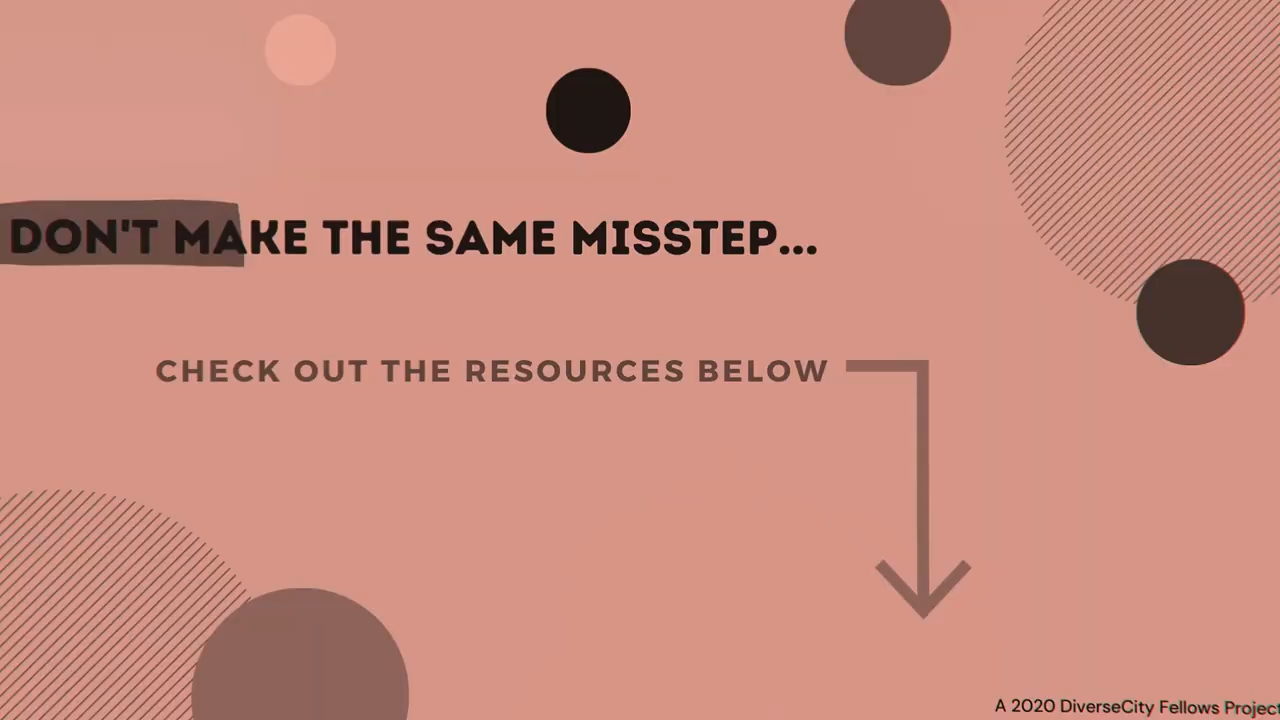 DON'T MAKE THE SAME MISSTEP...
CHECK OUT THE RESOURCES BELOW
A 2020 DiverseCity Fellows Project